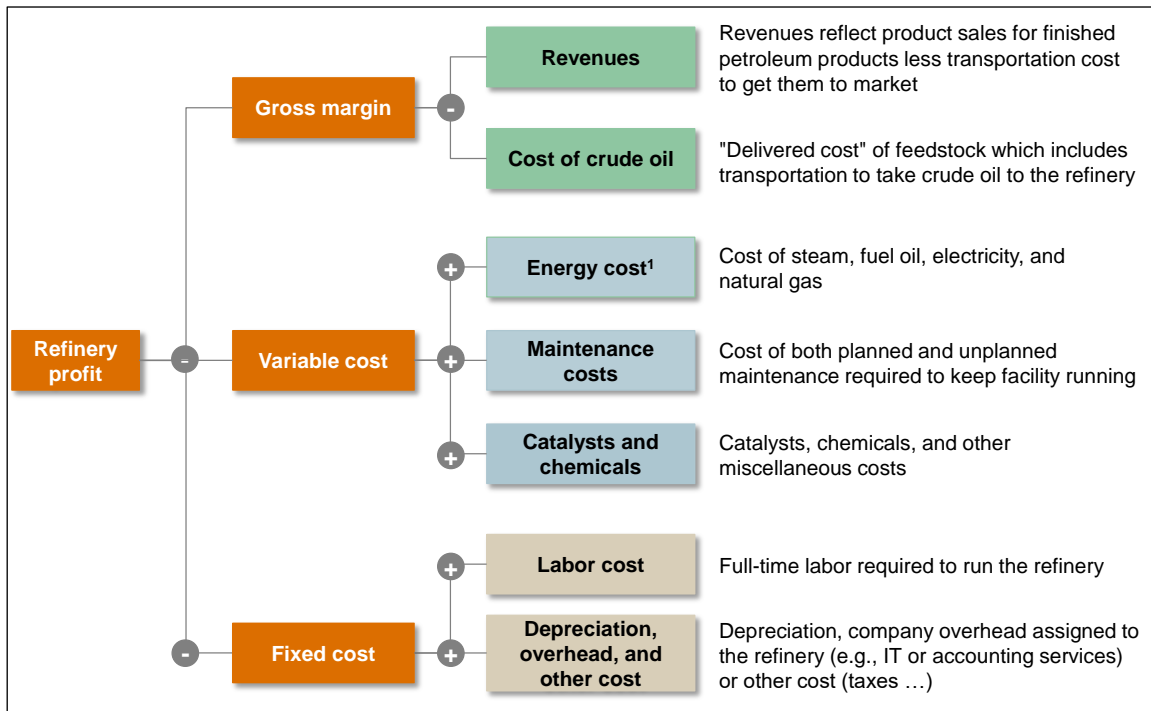 Revenues
Revenues reflect product sales for finished
petroleum products less transportation cost
to get them to market
Gross margin
-
Cost of crude oil
"Delivered cost" of feedstock which includes
transportation to take crude oil to the refinery
+
Energy cost¹
Cost of steam, fuel oil, electricity, and
natural gas
Refinery
profit
-
Variable cost
+
Maintenance
costs
Cost of both planned and unplanned
maintenance required to keep facility running
+
Catalysts and
chemicals
Catalysts, chemicals, and other
miscellaneous costs
+
Labor cost
Full-time labor required to run the refinery
-
Fixed cost
+
Depreciation,
overhead, and
other cost
Depreciation, company overhead assigned to
the refinery (e.g., IT or accounting services)
or other cost (taxes …)